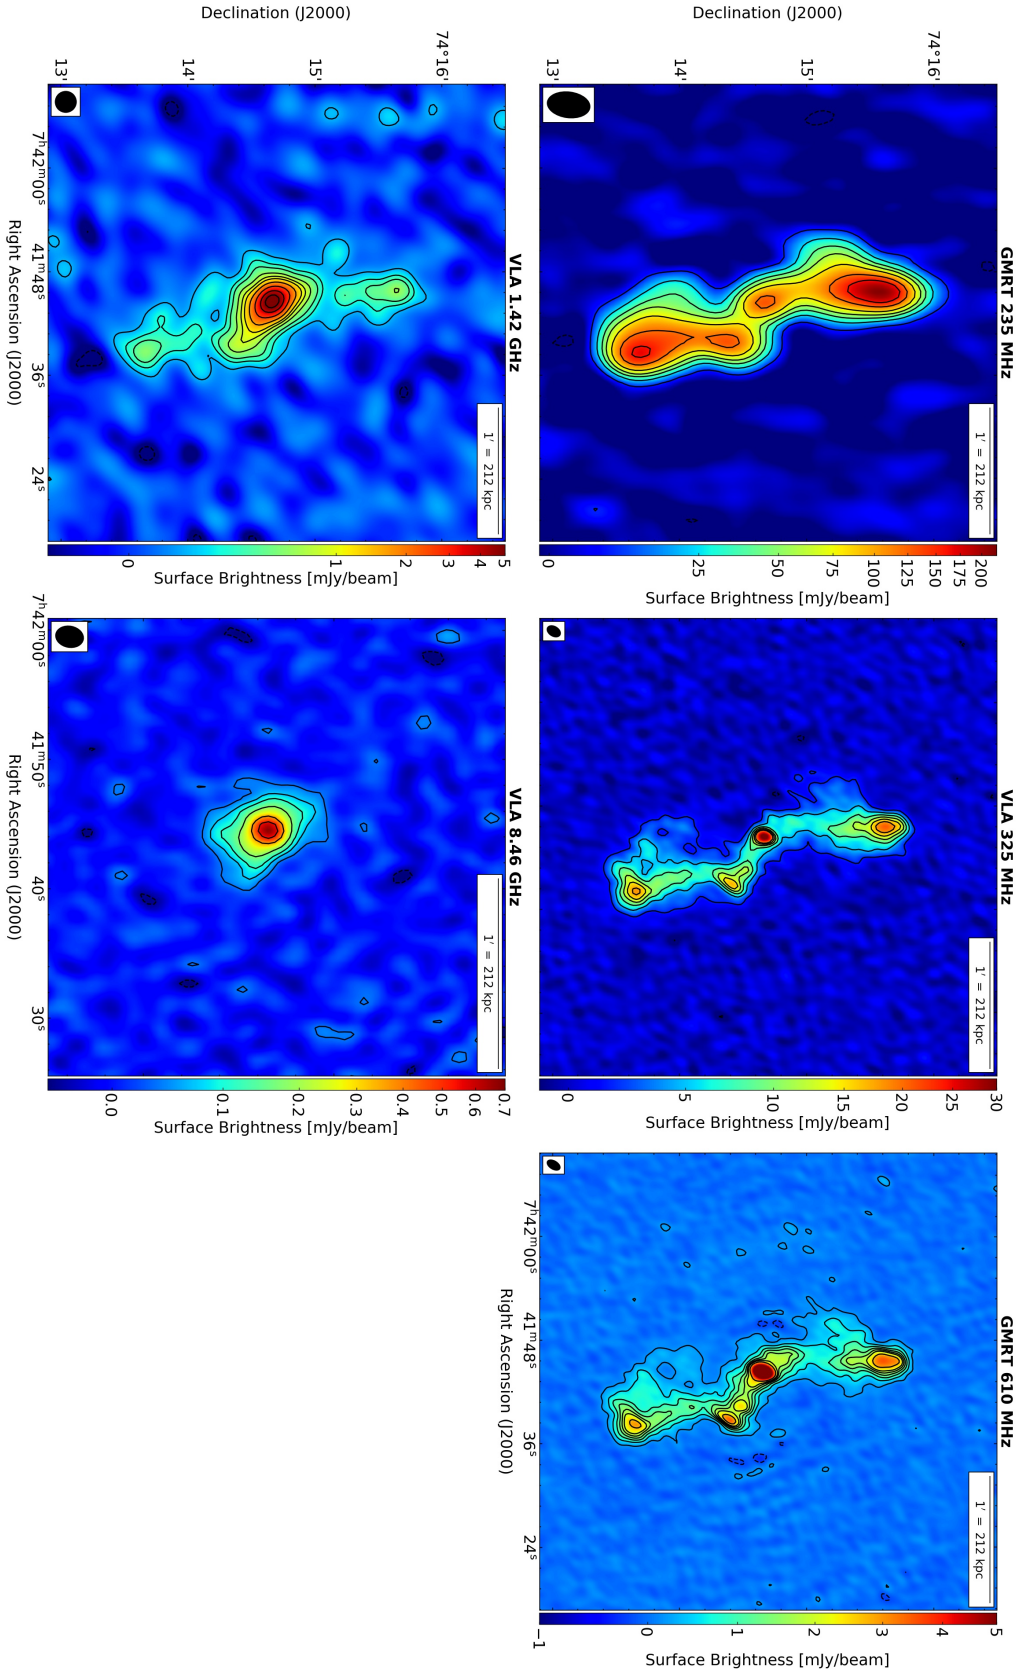 GMRT 235 MHz
1′ = 212 kpc
Declination (J2000)
74°16'
15'
14'
13'
200
175
150
125
100
75
50
25
0
Surface Brightness [mJy/beam]
VLA 325 MHz
1′ = 212 kpc
30
25
20
15
10
5
0
Surface Brightness [mJy/beam]
GMRT 610 MHz
1′ = 212 kpc
5
4
3
2
1
0
−1
Surface Brightness [mJy/beam]
7ʰ42ᵐ00ˢ 41ᵐ48ˢ 36ˢ 24ˢ
Right Ascension (J2000)
VLA 1.42 GHz
1′ = 212 kpc
Declination (J2000)
74°16'
15'
14'
13'
5
4
3
2
1
0
Surface Brightness [mJy/beam]
7ʰ42ᵐ00ˢ 41ᵐ48ˢ 36ˢ 24ˢ
Right Ascension (J2000)
VLA 8.46 GHz
1′ = 212 kpc
0.7
0.6
0.5
0.4
0.3
0.2
0.1
0.0
Surface Brightness [mJy/beam]
7ʰ42ᵐ00ˢ 41ᵐ50ˢ 40ˢ 30ˢ
Right Ascension (J2000)